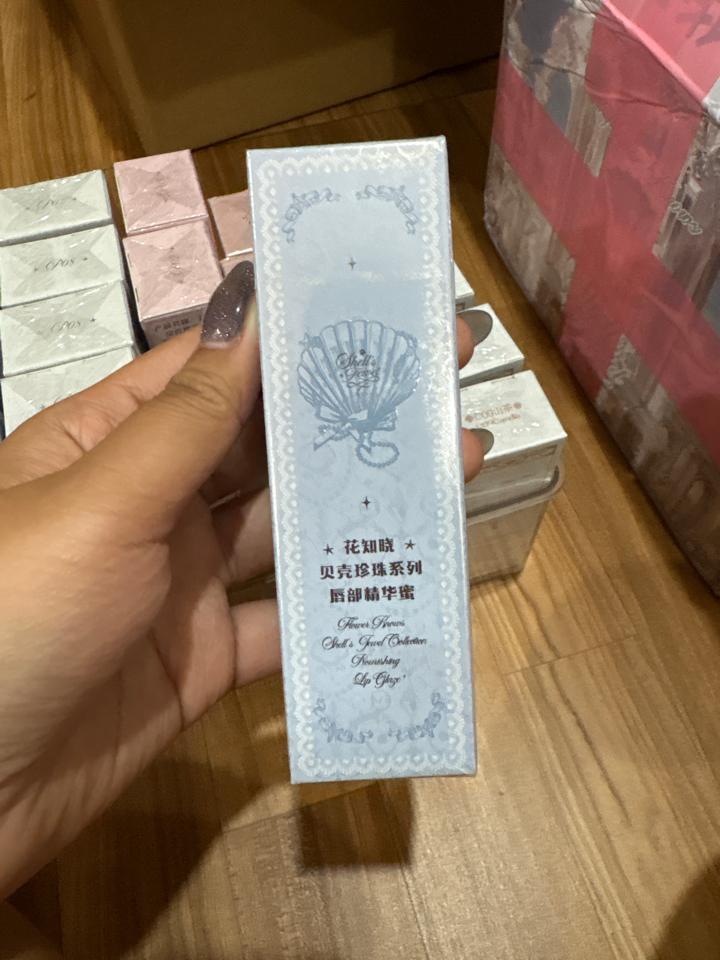 Shell's
Jewel
★ 花知晓 ★
贝壳珍珠系列
唇部精华蜜
Flower Knows
Shell's Jewel Collection
Nourishing
Lip Glaze